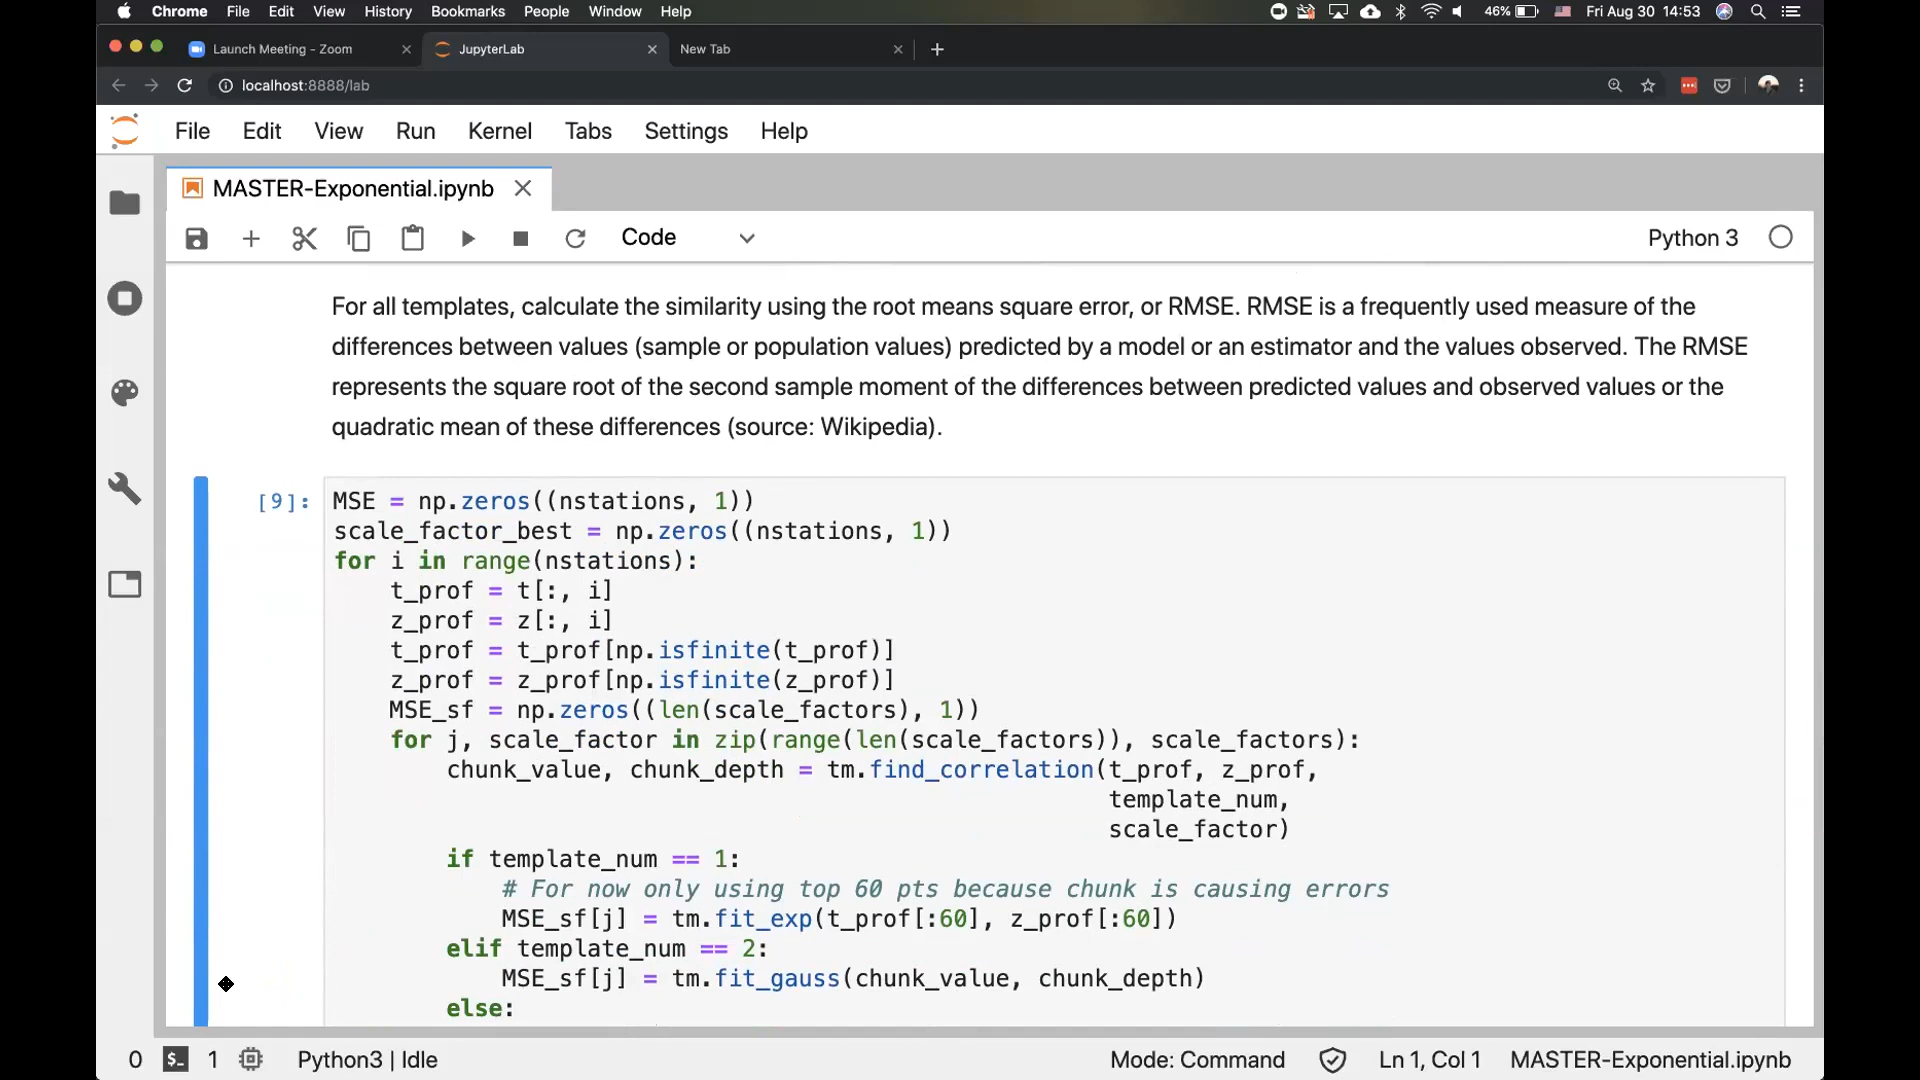 Chrome File Edit View History Bookmarks People Window Help 46% Fri Aug 30 14:53
Launch Meeting - Zoom JupyterLab New Tab
localhost:8888/lab
File Edit View Run Kernel Tabs Settings Help
MASTER-Exponential.ipynb
Code Python 3
For all templates, calculate the similarity using the root means square error, or RMSE. RMSE is a frequently used measure of the
differences between values (sample or population values) predicted by a model or an estimator and the values observed. The RMSE
represents the square root of the second sample moment of the differences between predicted values and observed values or the
quadratic mean of these differences (source: Wikipedia).
[9]: MSE = np.zeros((nstations, 1))
scale_factor_best = np.zeros((nstations, 1))
for i in range(nstations):
    t_prof = t[:, i]
    z_prof = z[:, i]
    t_prof = t_prof[np.isfinite(t_prof)]
    z_prof = z_prof[np.isfinite(z_prof)]
    MSE_sf = np.zeros((len(scale_factors), 1))
    for j, scale_factor in zip(range(len(scale_factors)), scale_factors):
        chunk_value, chunk_depth = tm.find_correlation(t_prof, z_prof,
                                                       template_num,
                                                       scale_factor)
        if template_num == 1:
            # For now only using top 60 pts because chunk is causing errors
            MSE_sf[j] = tm.fit_exp(t_prof[:60], z_prof[:60])
        elif template_num == 2:
            MSE_sf[j] = tm.fit_gauss(chunk_value, chunk_depth)
        else:
0 $_ 1 Python3 | Idle Mode: Command Ln 1, Col 1 MASTER-Exponential.ipynb